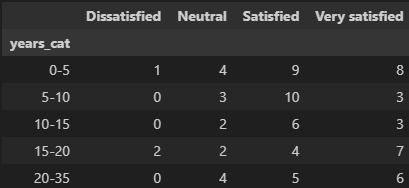 Dissatisfied Neutral Satisfied Very satisfied
years_cat
0-5 1 4 9 8
5-10 0 3 10 3
10-15 0 2 6 3
15-20 2 2 4 7
20-35 0 4 5 6